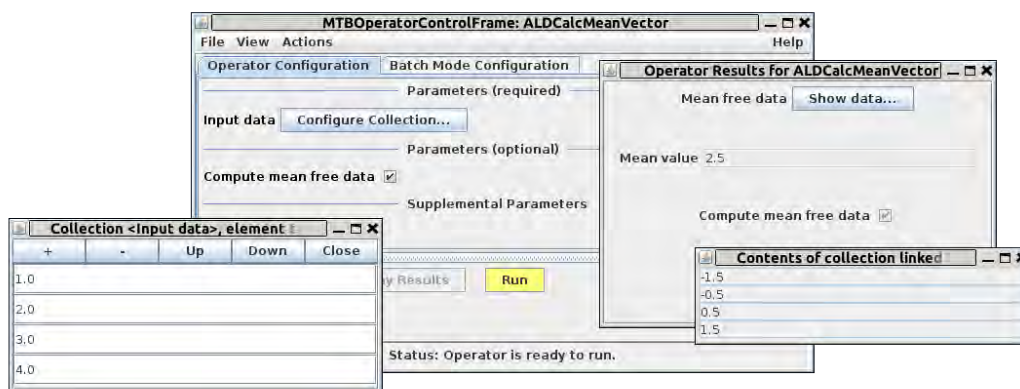 MTBOperatorControlFrame: ALDCalcMeanVector
File View Actions Help
Operator Configuration Batch Mode Configuration
Parameters (required)
Input data Configure Collection...
Parameters (optional)
Compute mean free data
Supplemental Parameters
Results Run
Status: Operator is ready to run.
Operator Results for ALDCalcMeanVector
Mean free data Show data...
Mean value 2.5
Compute mean free data
Collection <Input data>, element
+ - Up Down Close
1.0
2.0
3.0
4.0
Contents of collection linked
-1.5
-0.5
0.5
1.5